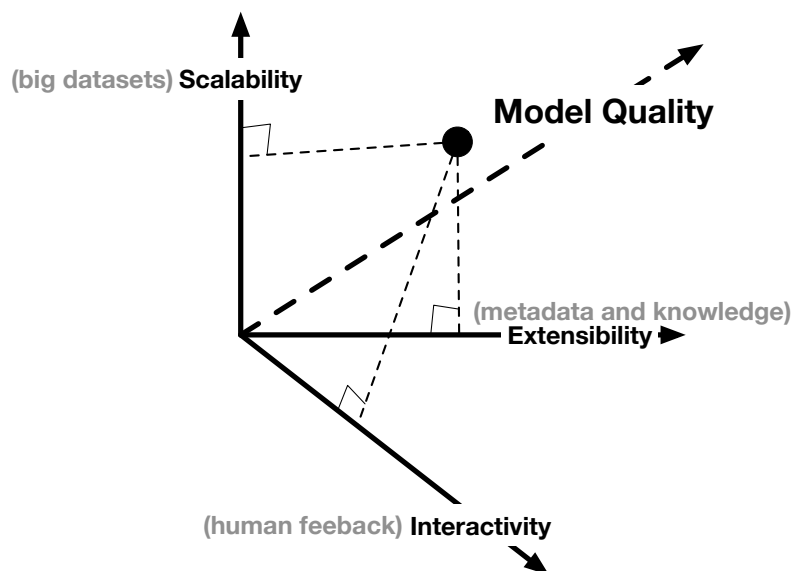 (big datasets) Scalability
Model Quality
(metadata and knowledge)
Extensibility
(human feeback) Interactivity